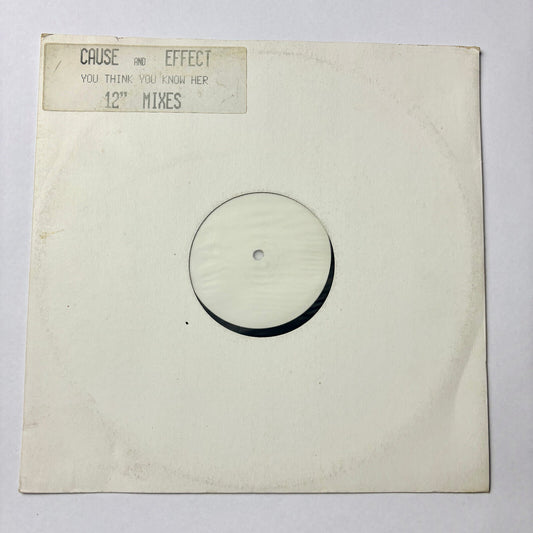 CAUSE AND EFFECT
YOU THINK YOU KNOW HER
12" MIXES